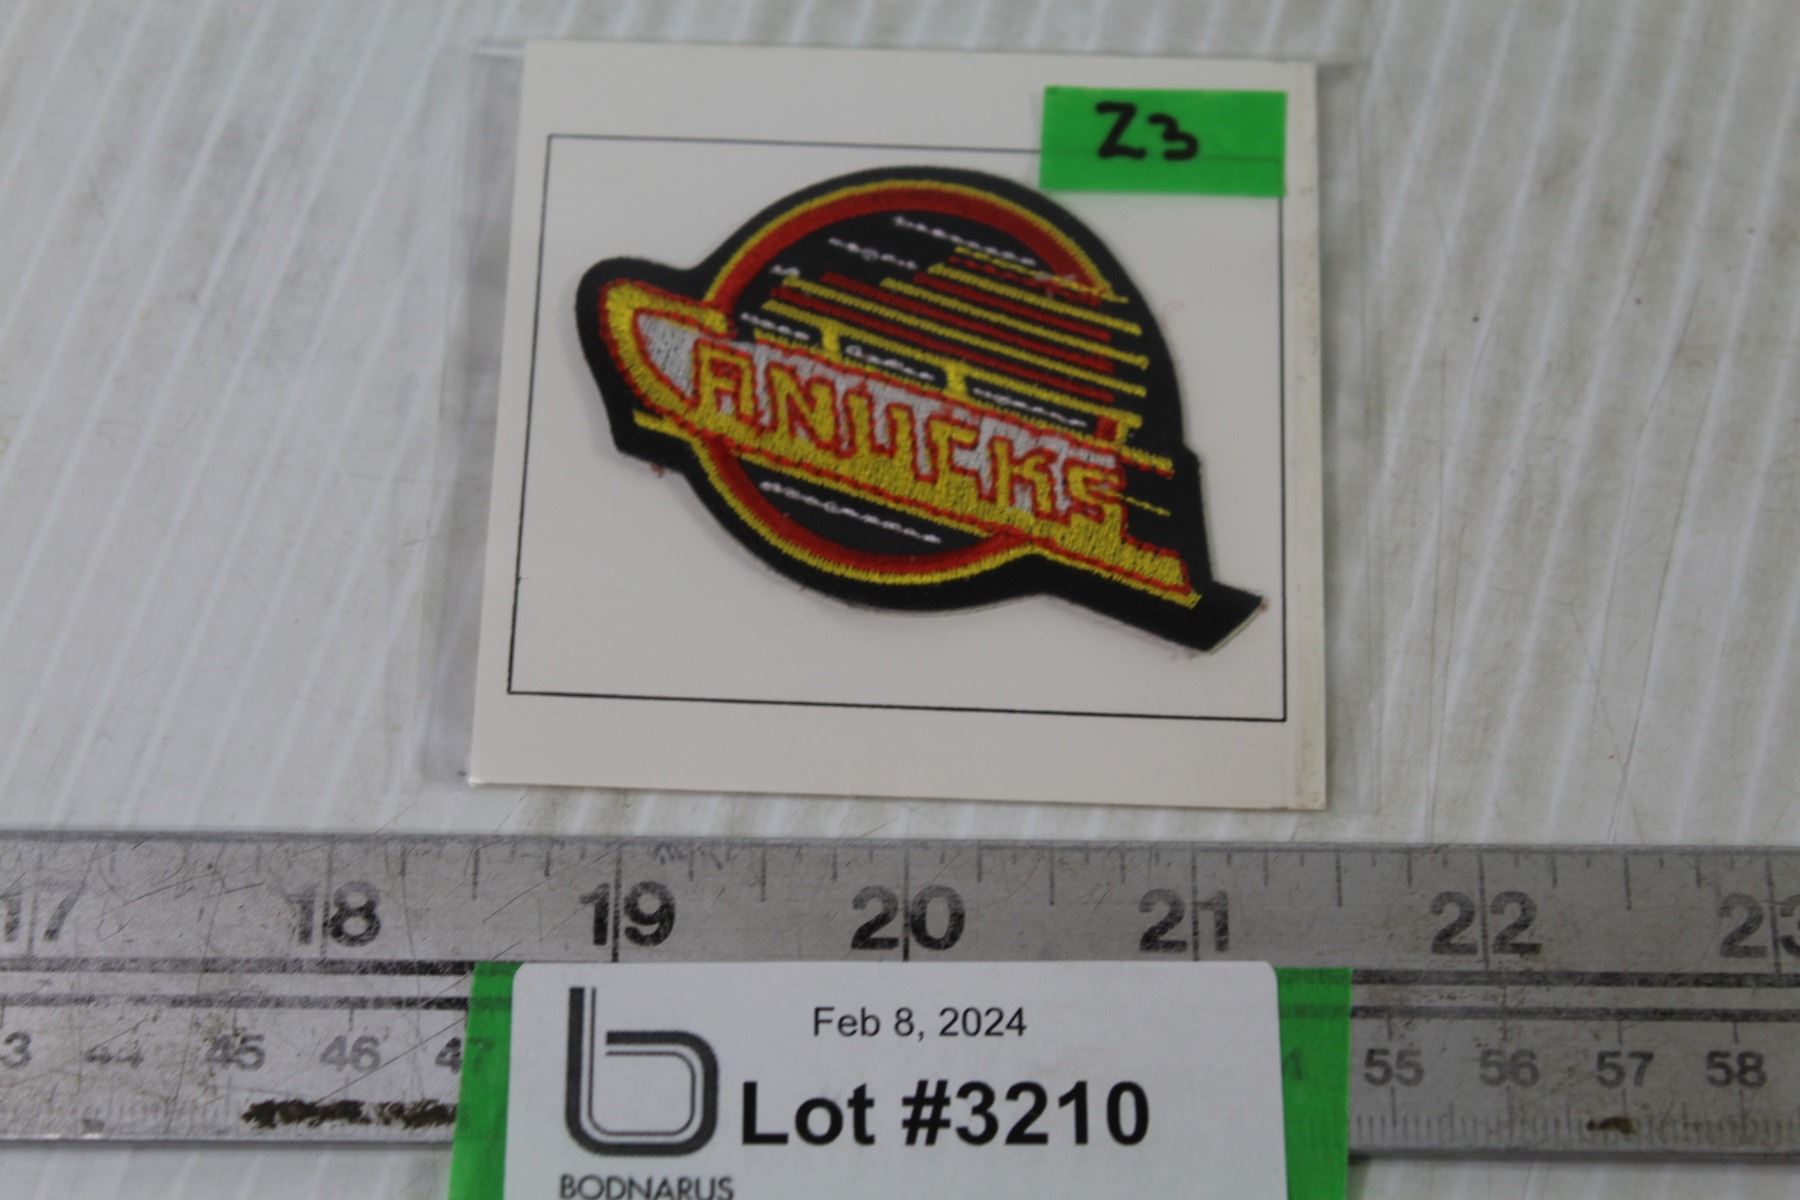 Z3
CANUCKS
17 18 19 20 21 22 23
3 44 45 46 47 55 56 57 58
Feb 8, 2024
Lot #3210
BODNARUS